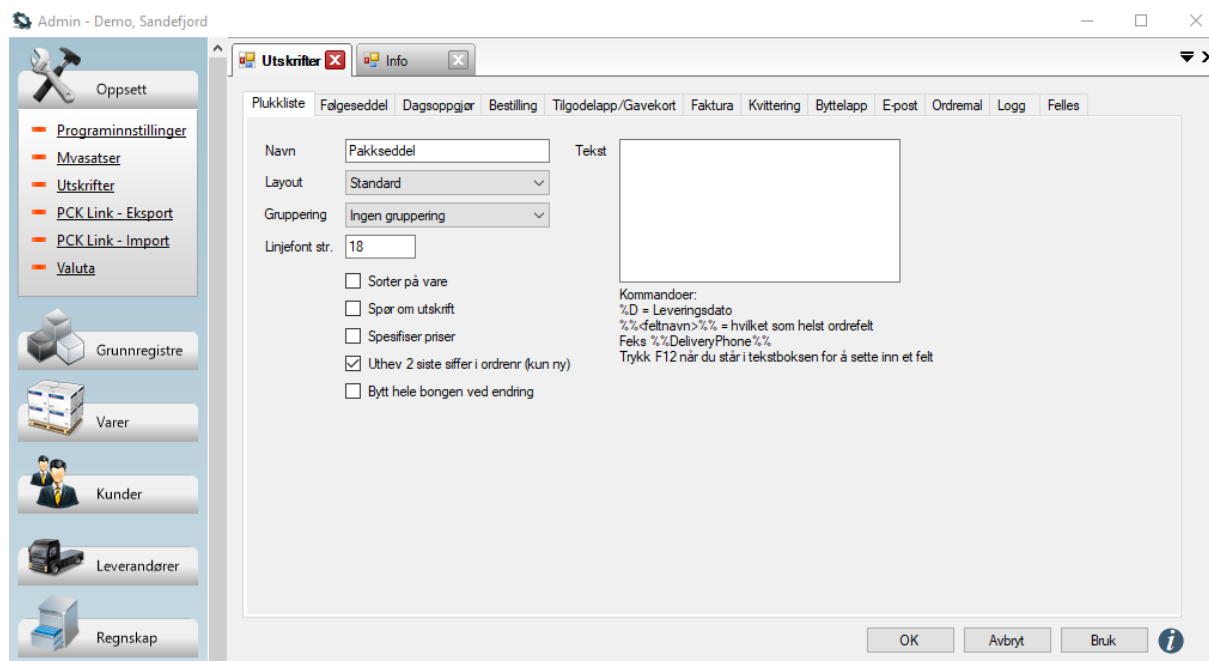 Admin - Demo, Sandefjord
Oppsett
Programinnstillinger
Mvasatser
Utskrifter
PCK Link - Eksport
PCK Link - Import
Valuta
Grunnregistre
Varer
Kunder
Leverandører
Regnskap
Utskrifter Info
Plukkliste Følgeseddel Dagsoppgjør Bestilling Tilgodelapp/Gavekort Faktura Kvittering Byttelapp E-post Ordremal Logg Felles
Navn Pakkseddel
Layout Standard
Gruppering Ingen gruppering
Linjefont str. 18
Sorter på vare
Spør om utskrift
Spesifiser priser
Uthev 2 siste siffer i ordrenr (kun ny)
Bytt hele bongen ved endring
Tekst
Kommandoer:
%D = Leveringsdato
%%<feltnavn>%% = hvilket som helst ordrefelt
Feks %%DeliveryPhone%%
Trykk F12 når du står i tekstboksen for å sette inn et felt
OK Avbryt Bruk